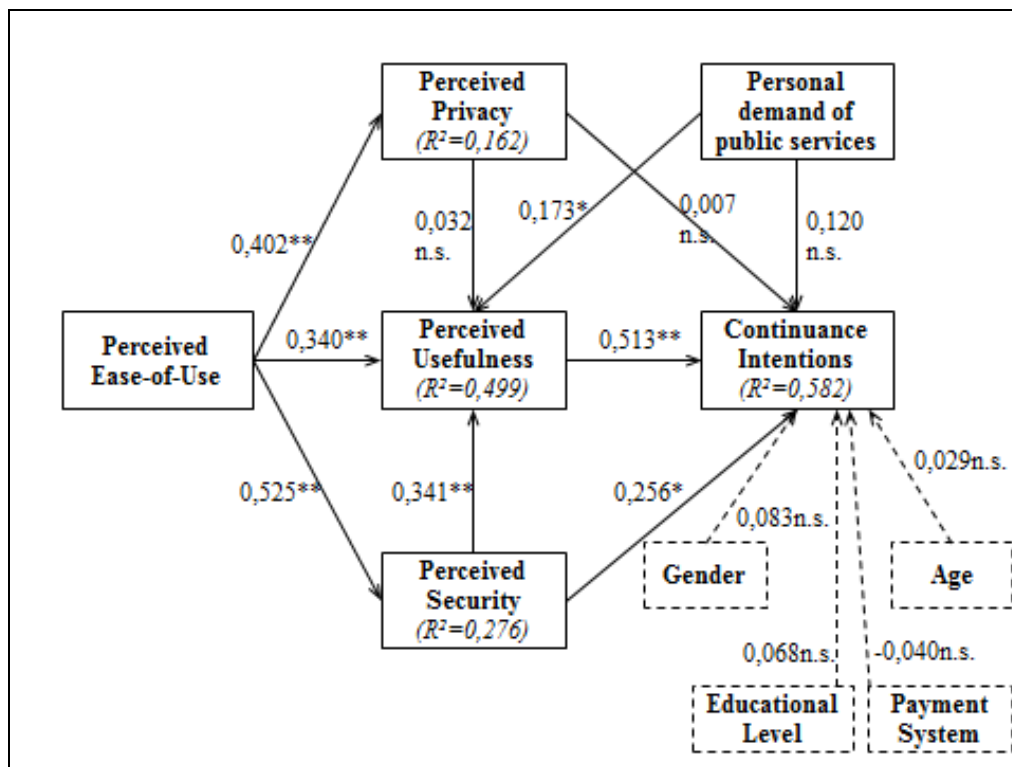 Perceived
Privacy
(R²=0,162)
Personal
demand of
public services
0,402**
0,032
n.s.
0,173*
0,007
n.s.
0,120
n.s.
Perceived
Ease-of-Use
0,340**
Perceived
Usefulness
(R²=0,499)
0,513**
Continuance
Intentions
(R²=0,582)
0,525**
0,341**
0,256*
0,083n.s.
0,029n.s.
Perceived
Security
(R²=0,276)
Gender
Age
0,068n.s.
-0,040n.s.
Educational
Level
Payment
System